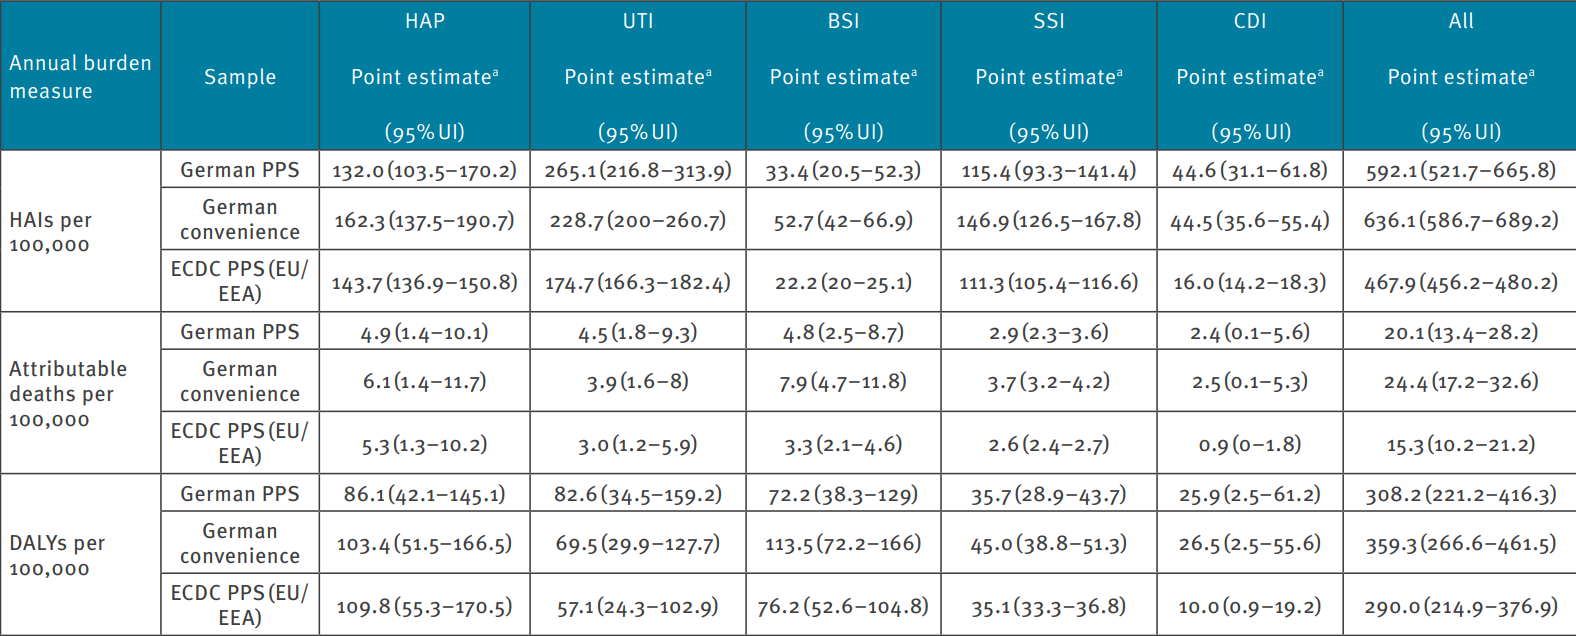 Annual burden measure | Sample | HAP Point estimateª (95% UI) | UTI Point estimateª (95% UI) | BSI Point estimateª (95% UI) | SSI Point estimateª (95% UI) | CDI Point estimateª (95% UI) | All Point estimateª (95% UI)
HAIs per 100,000 | German PPS | 132.0 (103.5–170.2) | 265.1 (216.8–313.9) | 33.4 (20.5–52.3) | 115.4 (93.3–141.4) | 44.6 (31.1–61.8) | 592.1 (521.7–665.8)
German convenience | 162.3 (137.5–190.7) | 228.7 (200–260.7) | 52.7 (42–66.9) | 146.9 (126.5–167.8) | 44.5 (35.6–55.4) | 636.1 (586.7–689.2)
ECDC PPS (EU/EEA) | 143.7 (136.9–150.8) | 174.7 (166.3–182.4) | 22.2 (20–25.1) | 111.3 (105.4–116.6) | 16.0 (14.2–18.3) | 467.9 (456.2–480.2)
Attributable deaths per 100,000 | German PPS | 4.9 (1.4–10.1) | 4.5 (1.8–9.3) | 4.8 (2.5–8.7) | 2.9 (2.3–3.6) | 2.4 (0.1–5.6) | 20.1 (13.4–28.2)
German convenience | 6.1 (1.4–11.7) | 3.9 (1.6–8) | 7.9 (4.7–11.8) | 3.7 (3.2–4.2) | 2.5 (0.1–5.3) | 24.4 (17.2–32.6)
ECDC PPS (EU/EEA) | 5.3 (1.3–10.2) | 3.0 (1.2–5.9) | 3.3 (2.1–4.6) | 2.6 (2.4–2.7) | 0.9 (0–1.8) | 15.3 (10.2–21.2)
DALYs per 100,000 | German PPS | 86.1 (42.1–145.1) | 82.6 (34.5–159.2) | 72.2 (38.3–129) | 35.7 (28.9–43.7) | 25.9 (2.5–61.2) | 308.2 (221.2–416.3)
German convenience | 103.4 (51.5–166.5) | 69.5 (29.9–127.7) | 113.5 (72.2–166) | 45.0 (38.8–51.3) | 26.5 (2.5–55.6) | 359.3 (266.6–461.5)
ECDC PPS (EU/EEA) | 109.8 (55.3–170.5) | 57.1 (24.3–102.9) | 76.2 (52.6–104.8) | 35.1 (33.3–36.8) | 10.0 (0.9–19.2) | 290.0 (214.9–376.9)